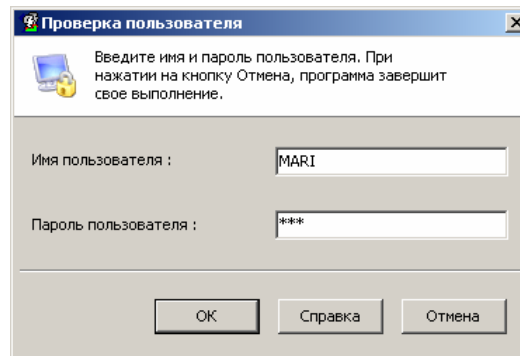 Проверка пользователя
Введите имя и пароль пользователя. При
нажатии на кнопку Отмена, программа завершит
свое выполнение.
Имя пользователя : MARI
Пароль пользователя : ***
OK Справка Отмена